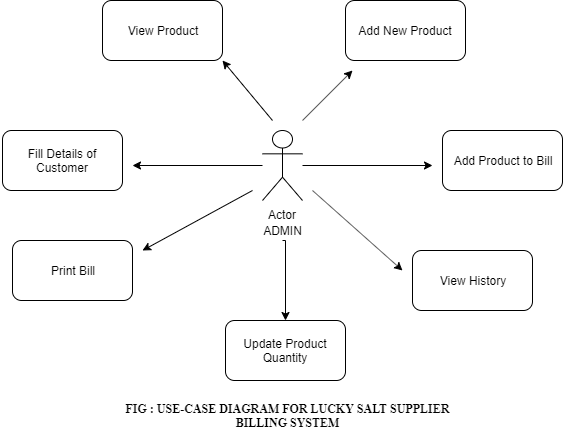 View Product
Add New Product
Fill Details of
Customer
Add Product to Bill
Actor
ADMIN
Print Bill
View History
Update Product
Quantity
FIG : USE-CASE DIAGRAM FOR LUCKY SALT SUPPLIER
BILLING SYSTEM